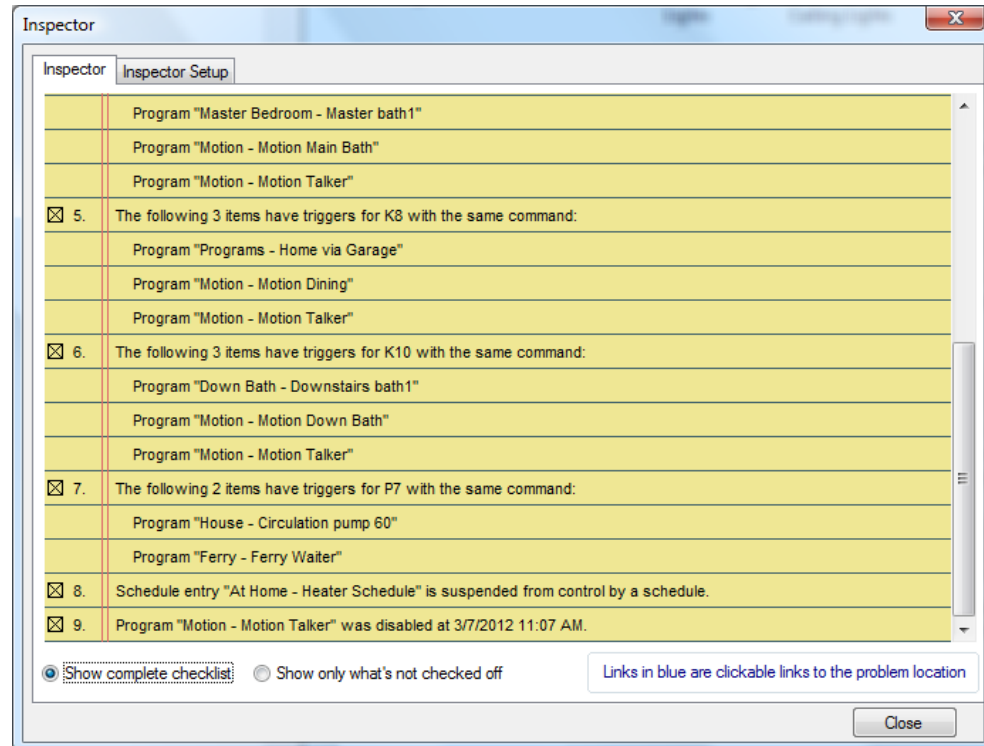 Inspector
Inspector Inspector Setup
Program "Master Bedroom - Master bath1"
Program "Motion - Motion Main Bath"
Program "Motion - Motion Talker"
5. The following 3 items have triggers for K8 with the same command:
Program "Programs - Home via Garage"
Program "Motion - Motion Dining"
Program "Motion - Motion Talker"
6. The following 3 items have triggers for K10 with the same command:
Program "Down Bath - Downstairs bath1"
Program "Motion - Motion Down Bath"
Program "Motion - Motion Talker"
7. The following 2 items have triggers for P7 with the same command:
Program "House - Circulation pump 60"
Program "Ferry - Ferry Waiter"
8. Schedule entry "At Home - Heater Schedule" is suspended from control by a schedule.
9. Program "Motion - Motion Talker" was disabled at 3/7/2012 11:07 AM.
Show complete checklist Show only what's not checked off Links in blue are clickable links to the problem location
Close